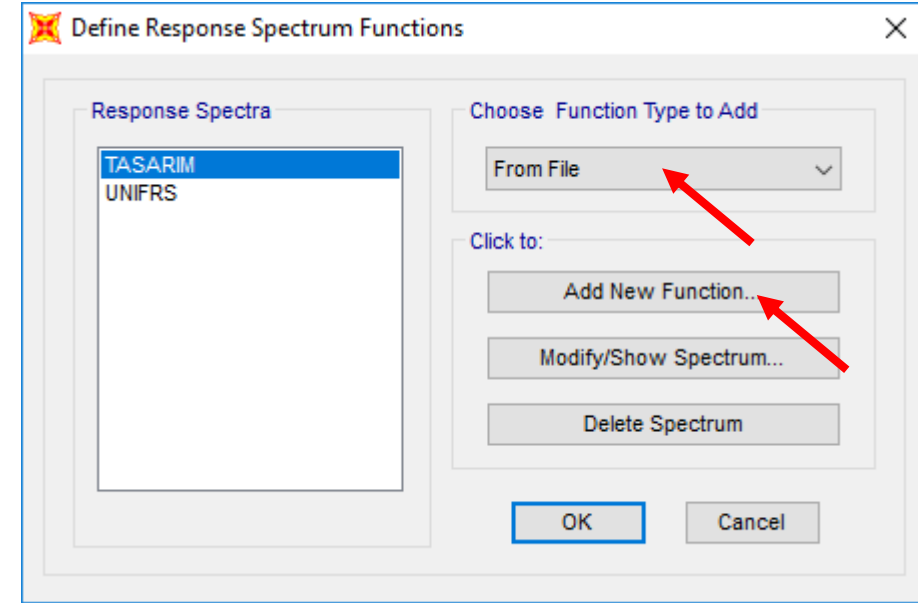 Define Response Spectrum Functions
Response Spectra
TASARIM
UNIFRS
Choose Function Type to Add
From File
Click to:
Add New Function...
Modify/Show Spectrum...
Delete Spectrum
OK
Cancel